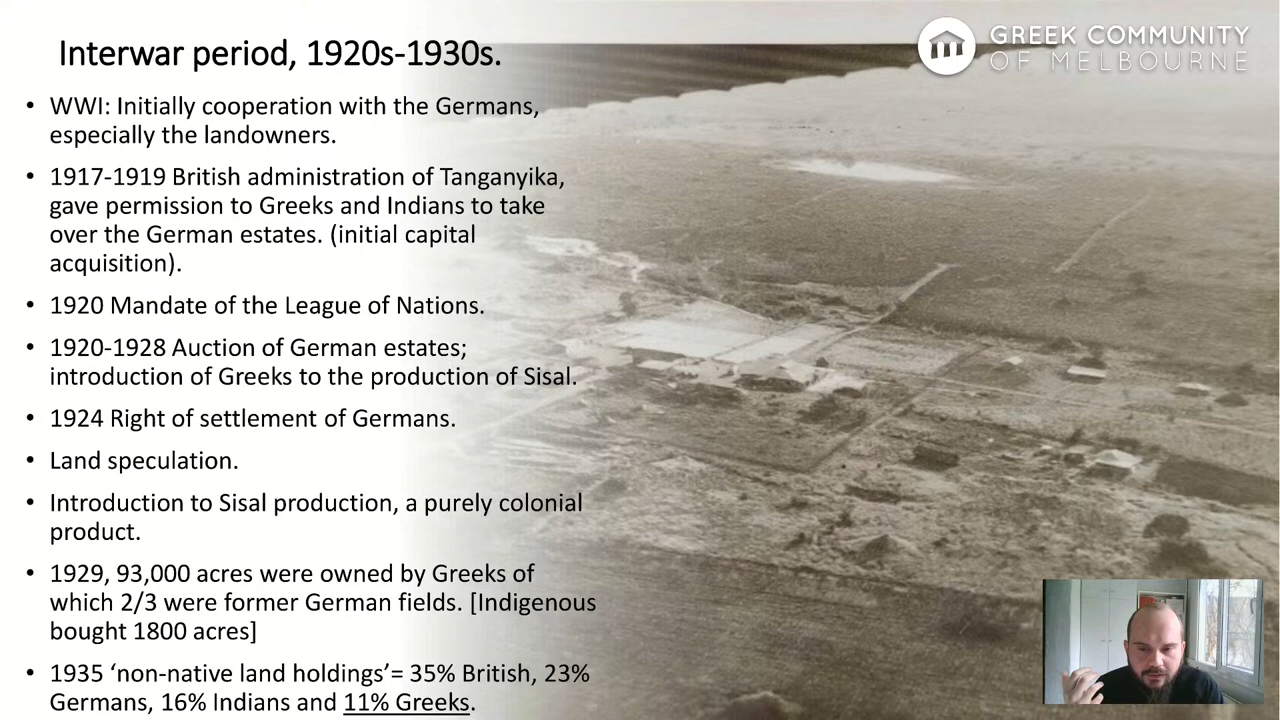 Interwar period, 1920s-1930s.
GREEK COMMUNITY
OF MELBOURNE
• WWI: Initially cooperation with the Germans,
especially the landowners.
• 1917-1919 British administration of Tanganyika,
gave permission to Greeks and Indians to take
over the German estates. (initial capital
acquisition).
• 1920 Mandate of the League of Nations.
• 1920-1928 Auction of German estates;
introduction of Greeks to the production of Sisal.
• 1924 Right of settlement of Germans.
• Land speculation.
• Introduction to Sisal production, a purely colonial
product.
• 1929, 93,000 acres were owned by Greeks of
which 2/3 were former German fields. [Indigenous
bought 1800 acres]
• 1935 ‘non-native land holdings’= 35% British, 23%
Germans, 16% Indians and 11% Greeks.